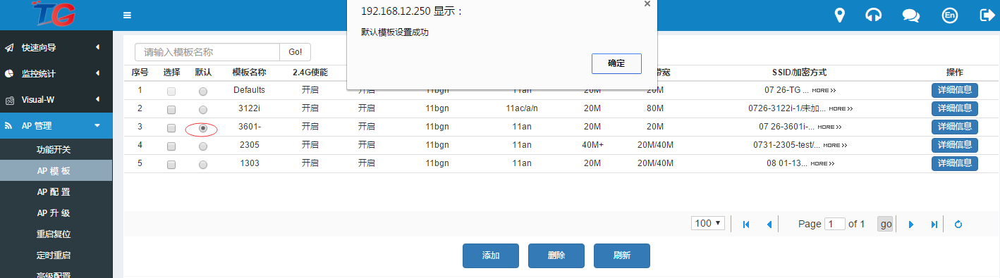 TG
192.168.12.250 显示：
默认模板设置成功
确定
En
快速向导
监控统计
Visual-W
AP 管理
功能开关
AP 模 板
AP 配 置
AP 升 级
重启复位
定时重启
高级配置
请输入模板名称 Go!
序号 选择 默认 模板名称 2.4G使能 带宽 SSID/加密方式 操作
1 Defaults 开启 开启 11bgn 11an 20M 20M 07 26-TG ... MORE 详细信息
2 3122i 开启 开启 11bgn 11ac/a/n 20M 80M 0726-3122i-1/未加... MORE 详细信息
3 3601- 开启 开启 11bgn 11an 20M 20M 07 26-3601i-... MORE 详细信息
4 2305 开启 开启 11bgn 11an 40M+ 20M/40M 0731-2305-test/... MORE 详细信息
5 1303 开启 开启 11bgn 11an 20M 20M/40M 08 01-13... MORE 详细信息
100 Page 1 of 1 go
添加 删除 刷新